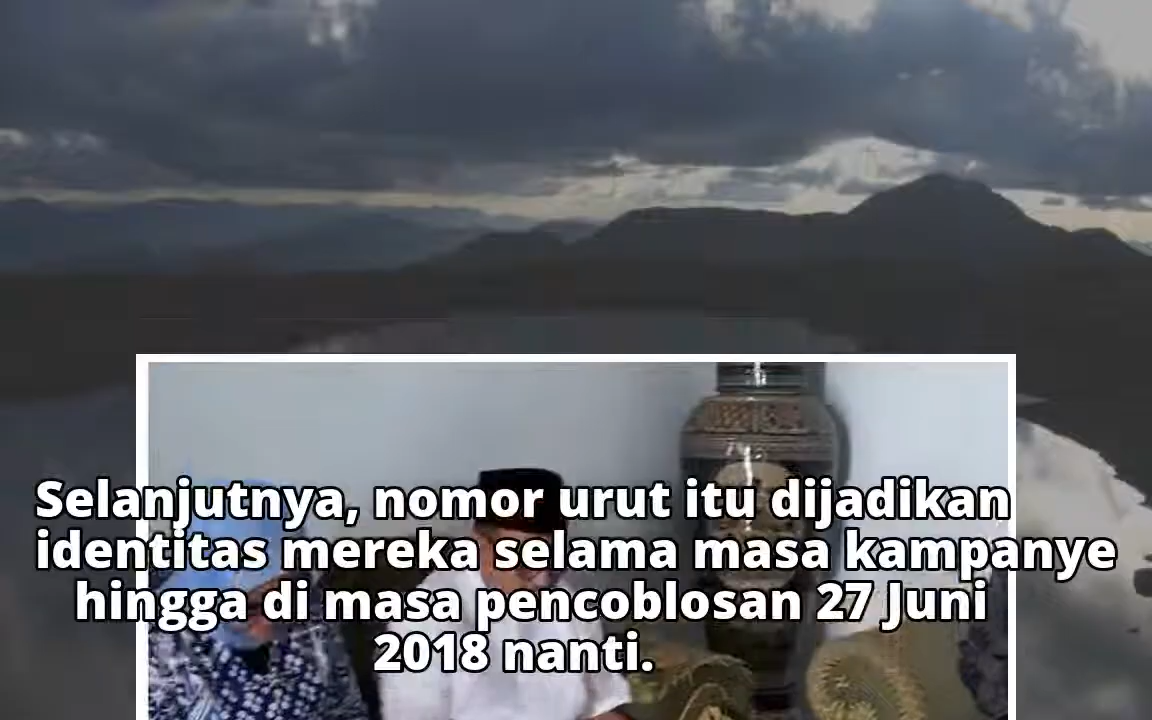 Selanjutnya, nomor urut itu dijadikan
identitas mereka selama masa kampanye
hingga di masa pencoblosan 27 Juni
2018 nanti.